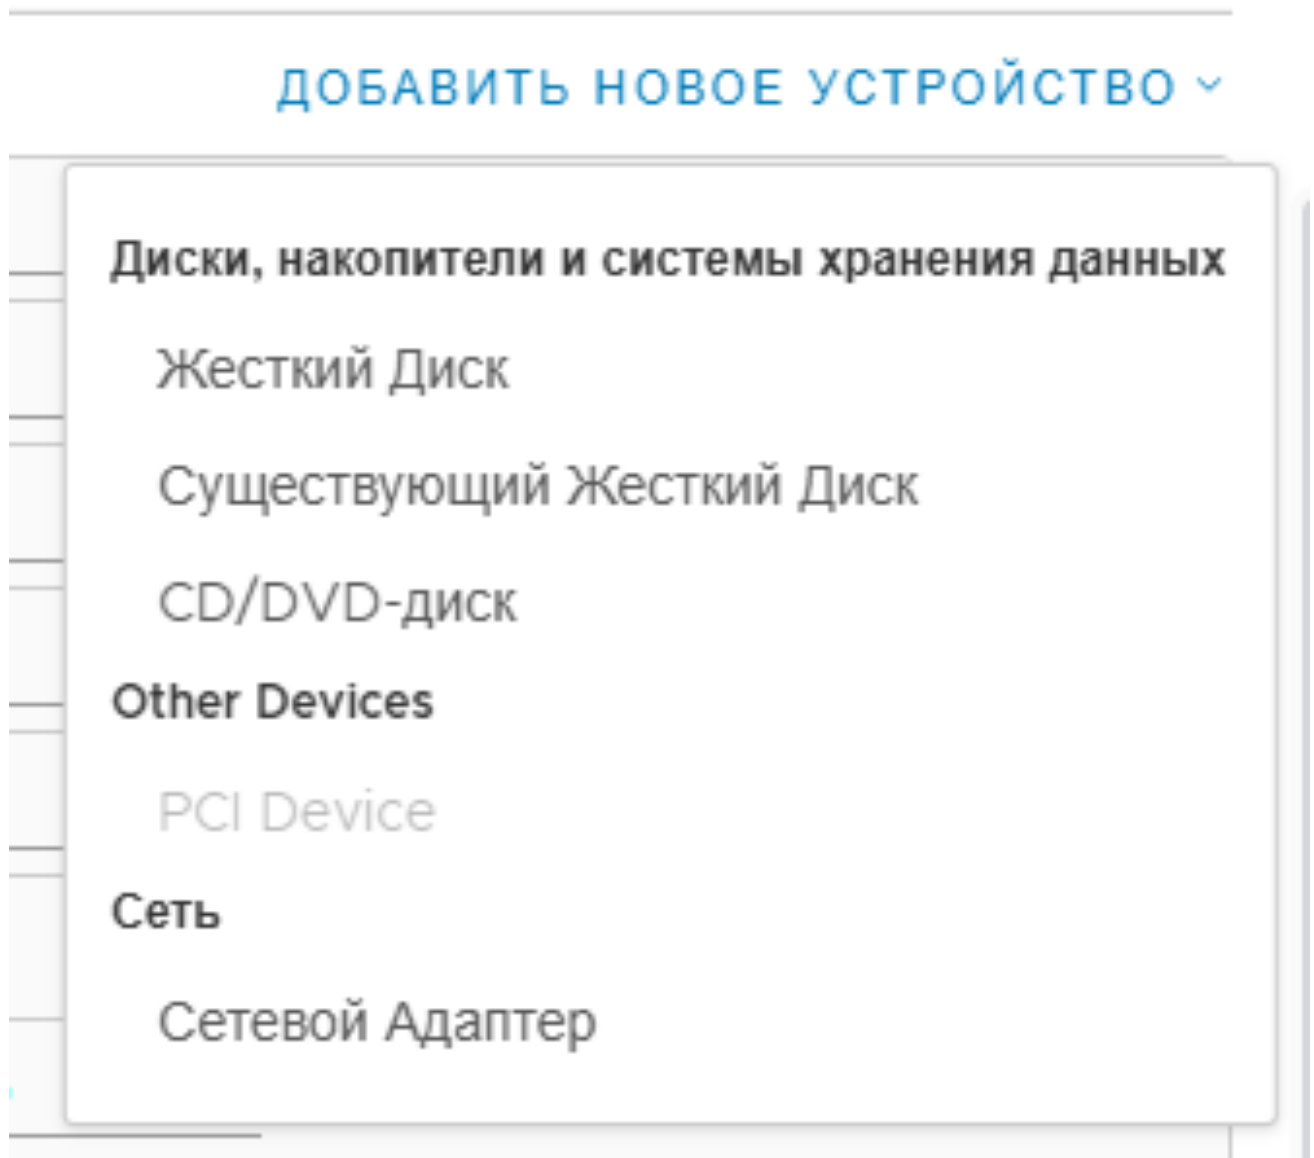 ДОБАВИТЬ НОВОЕ УСТРОЙСТВО
Диски, накопители и системы хранения данных
Жесткий Диск
Существующий Жесткий Диск
CD/DVD-диск
Other Devices
PCI Device
Сеть
Сетевой Адаптер